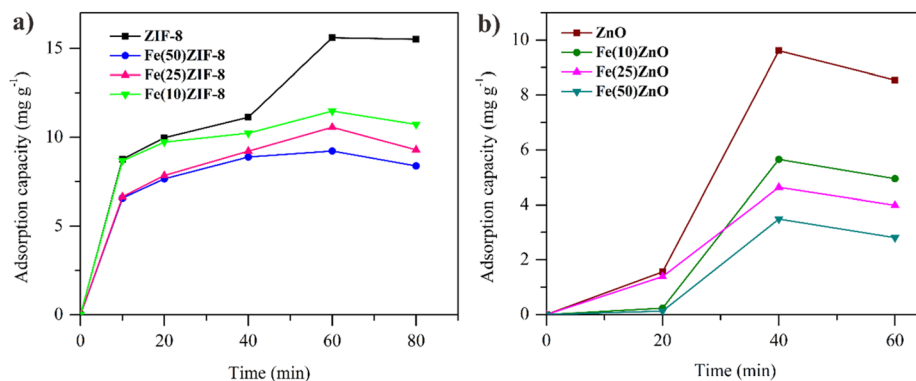 a)
ZIF-8
Fe(50)ZIF-8
Fe(25)ZIF-8
Fe(10)ZIF-8
Adsorption capacity (mg g⁻¹)
15
10
5
0
0 20 40 60 80
Time (min)
b)
ZnO
Fe(10)ZnO
Fe(25)ZnO
Fe(50)ZnO
Adsorption capacity (mg g⁻¹)
10
8
6
4
2
0
0 20 40 60
Time (min)